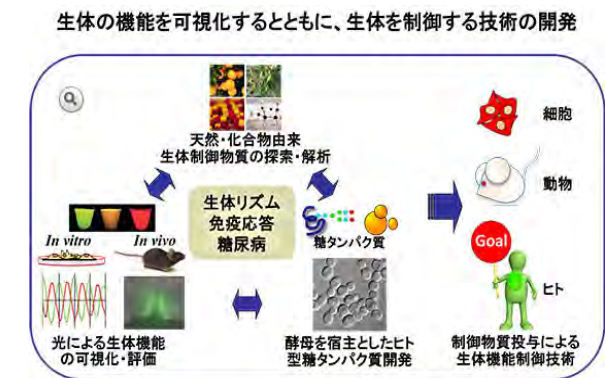 生体の機能を可視化するとともに、生体を制御する技術の開発
天然・化合物由来
生体制御物質の探索・解析
細胞
動物
生体リズム
免疫応答
糖尿病
In vitro
In vivo
糖タンパク質
Goal
ヒト
光による生体機能
の可視化・評価
酵母を宿主としたヒト
型糖タンパク質開発
制御物質投与による
生体機能制御技術